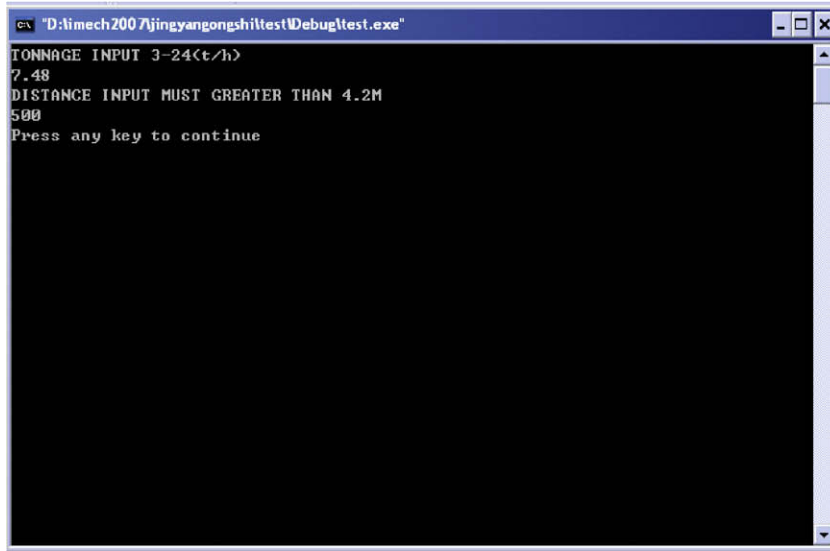 "D:\imech2007\jingyangongshi\test\Debug\test.exe"
TONNAGE INPUT 3-24(t/h)
7.48
DISTANCE INPUT MUST GREATER THAN 4.2M
500
Press any key to continue